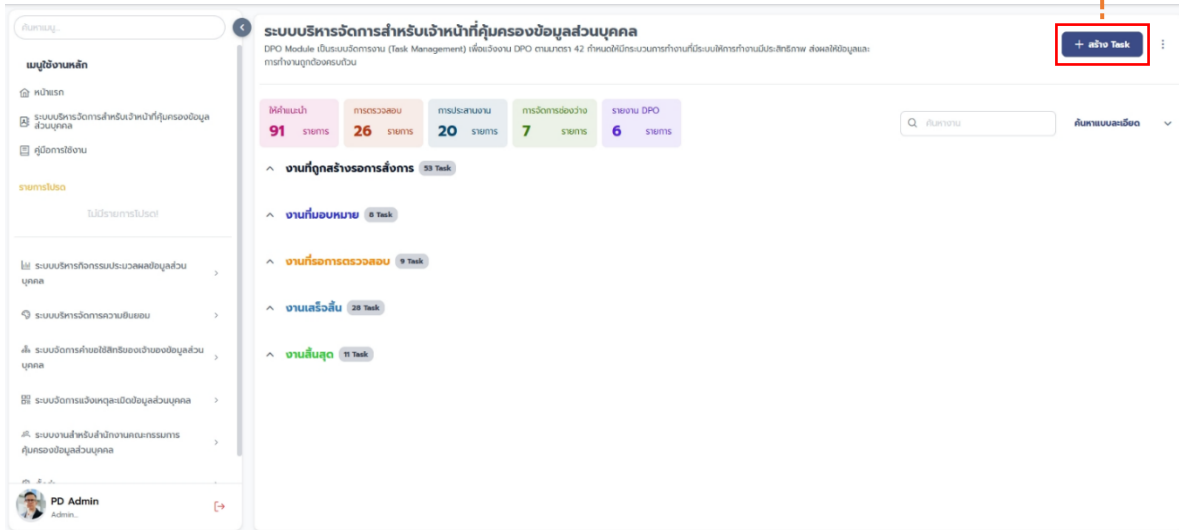 ค้นหาเมนู..
เมนูใช้งานหลัก
หน้าแรก
ระบบบริหารจัดการสำหรับเจ้าหน้าที่คุ้มครองข้อมูล
ส่วนบุคคล
คู่มือการใช้งาน
รายการโปรด
ไม่มีรายการโปรด!
ระบบบริหารกิจกรรมประมวลผลข้อมูลส่วน
บุคคล
ระบบบริหารจัดการความยินยอม
ระบบจัดการคำขอใช้สิทธิของเจ้าของข้อมูลส่วน
บุคคล
ระบบจัดการแจ้งเหตุละเมิดข้อมูลส่วนบุคคล
ระบบงานสำหรับสำนักงานคณะกรรมการ
คุ้มครองข้อมูลส่วนบุคคล
PD Admin
Admin..
ระบบบริหารจัดการสำหรับเจ้าหน้าที่คุ้มครองข้อมูลส่วนบุคคล
DPO Module เป็นระบบจัดการงาน (Task Management) เพื่อแจ้งงาน DPO ตามมาตรา 42 กำหนดให้มีกระบวนการทำงานที่มีระบบให้การทำงานมีประสิทธิภาพ ส่งผลให้ข้อมูลและ
การทำงานถูกต้องครบถ้วน
+ สร้าง Task
ให้คำแนะนำ การตรวจสอบ การประสานงาน การจัดการช่องว่าง รายงาน DPO
91 รายการ 26 รายการ 20 รายการ 7 รายการ 6 รายการ
ค้นหางาน ค้นหาแบบละเอียด
งานที่ถูกสร้างรอการสั่งการ 53 Task
งานที่มอบหมาย 8 Task
งานที่รอการตรวจสอบ 9 Task
งานเสร็จสิ้น 28 Task
งานสิ้นสุด 11 Task